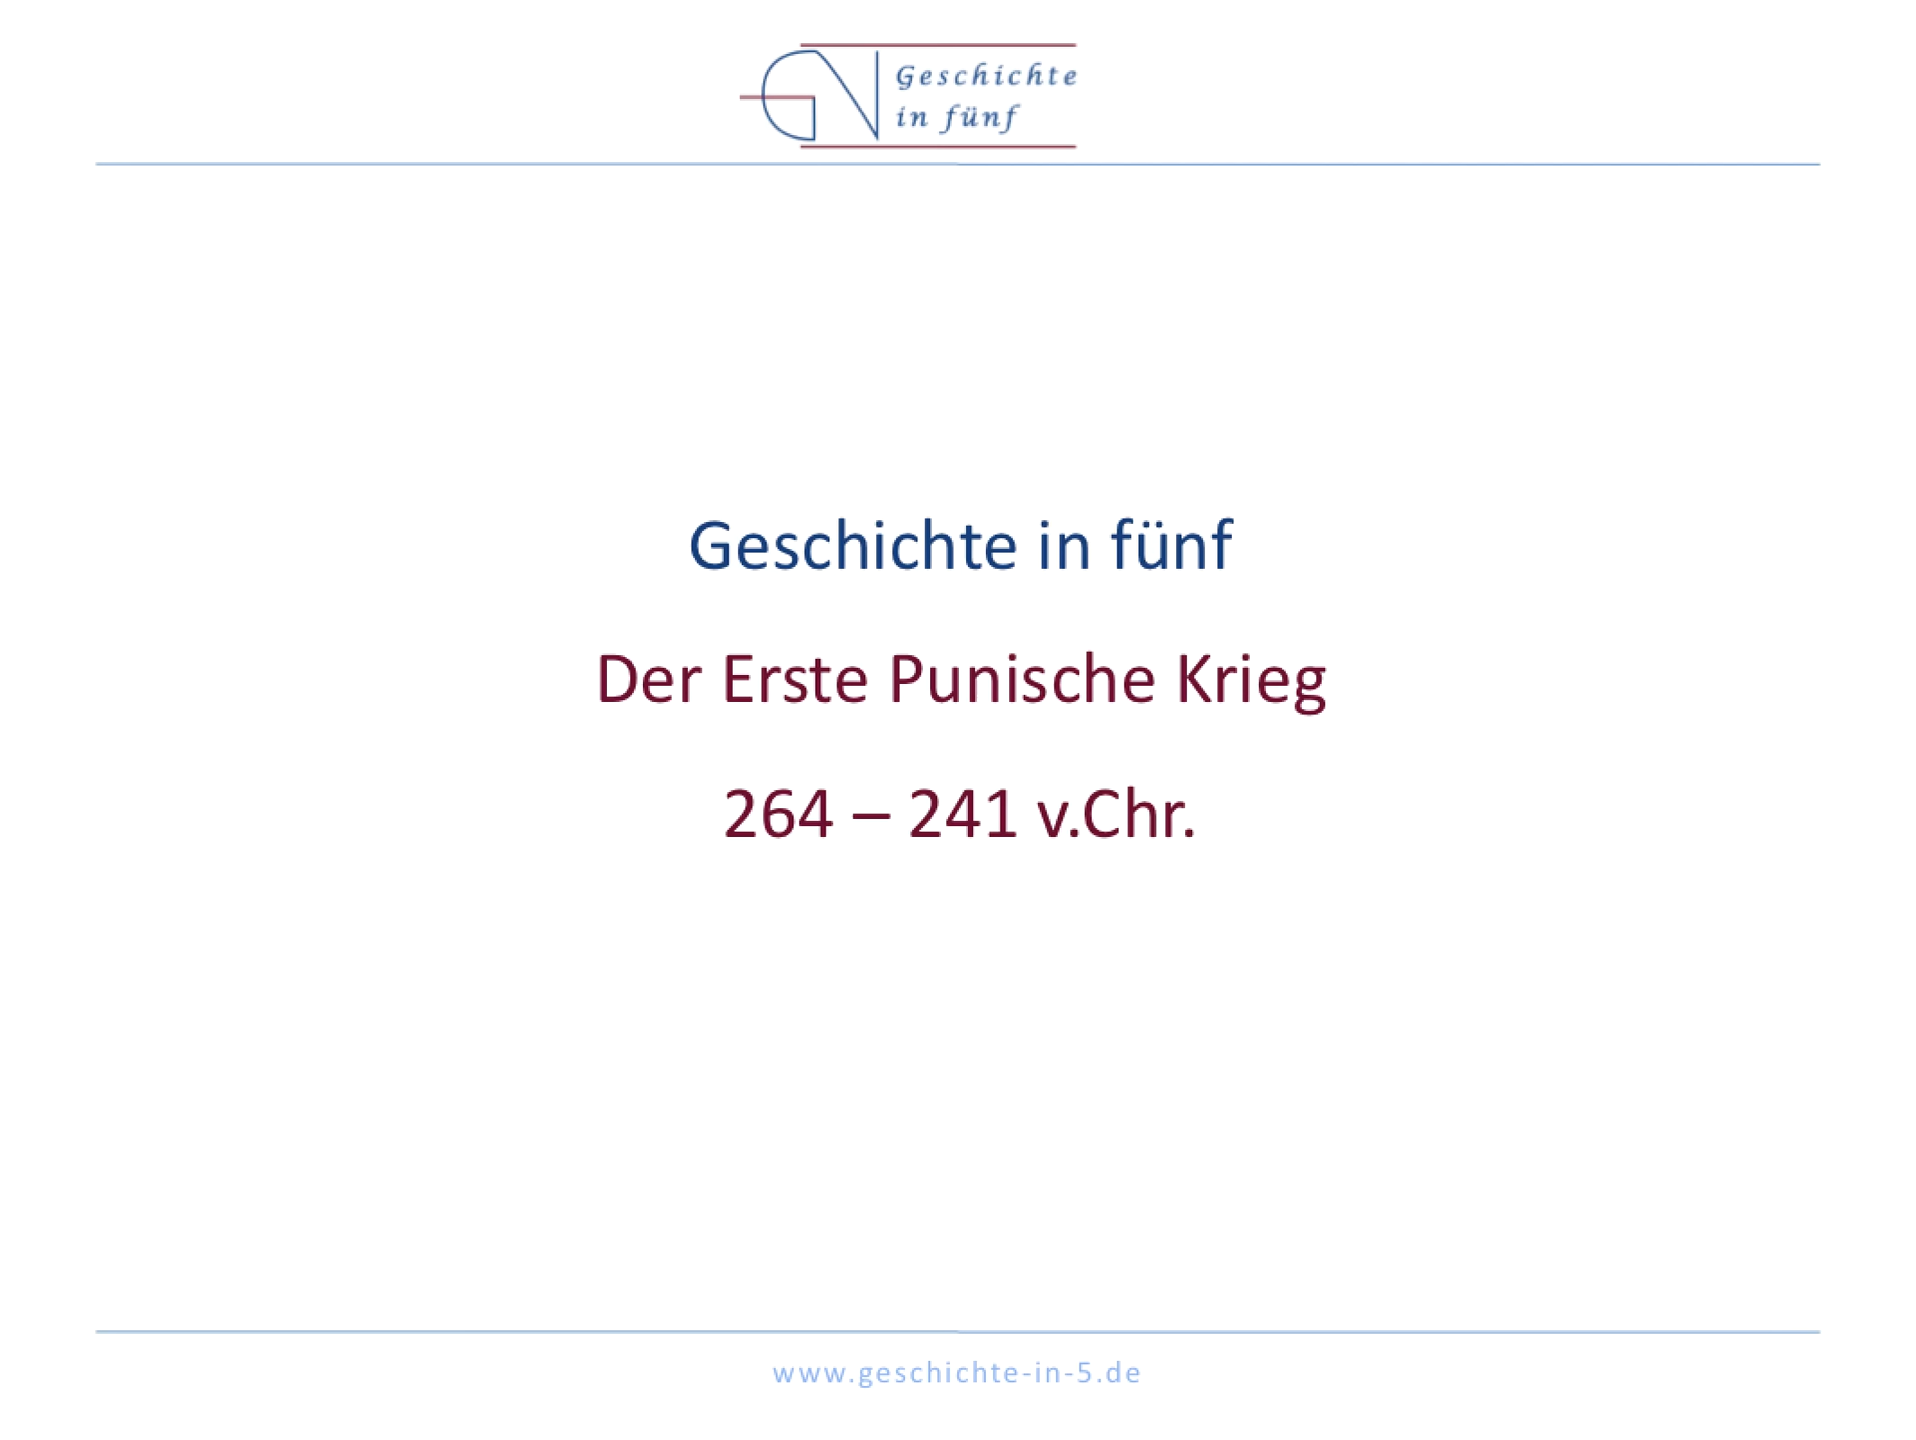 Geschichte
in fünf
Geschichte in fünf
Der Erste Punische Krieg
264 – 241 v.Chr.
www.geschichte-in-5.de